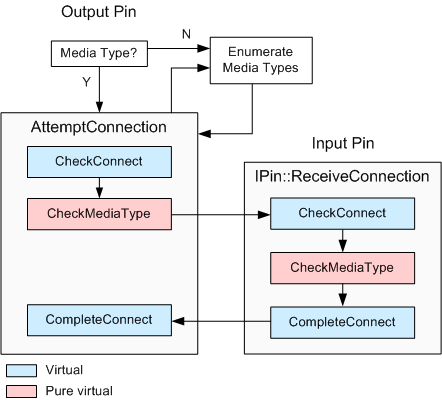 Output Pin
Media Type?
N
Enumerate
Media Types
Y
AttemptConnection
CheckConnect
CheckMediaType
CompleteConnect
Input Pin
IPin::ReceiveConnection
CheckConnect
CheckMediaType
CompleteConnect
Virtual
Pure virtual